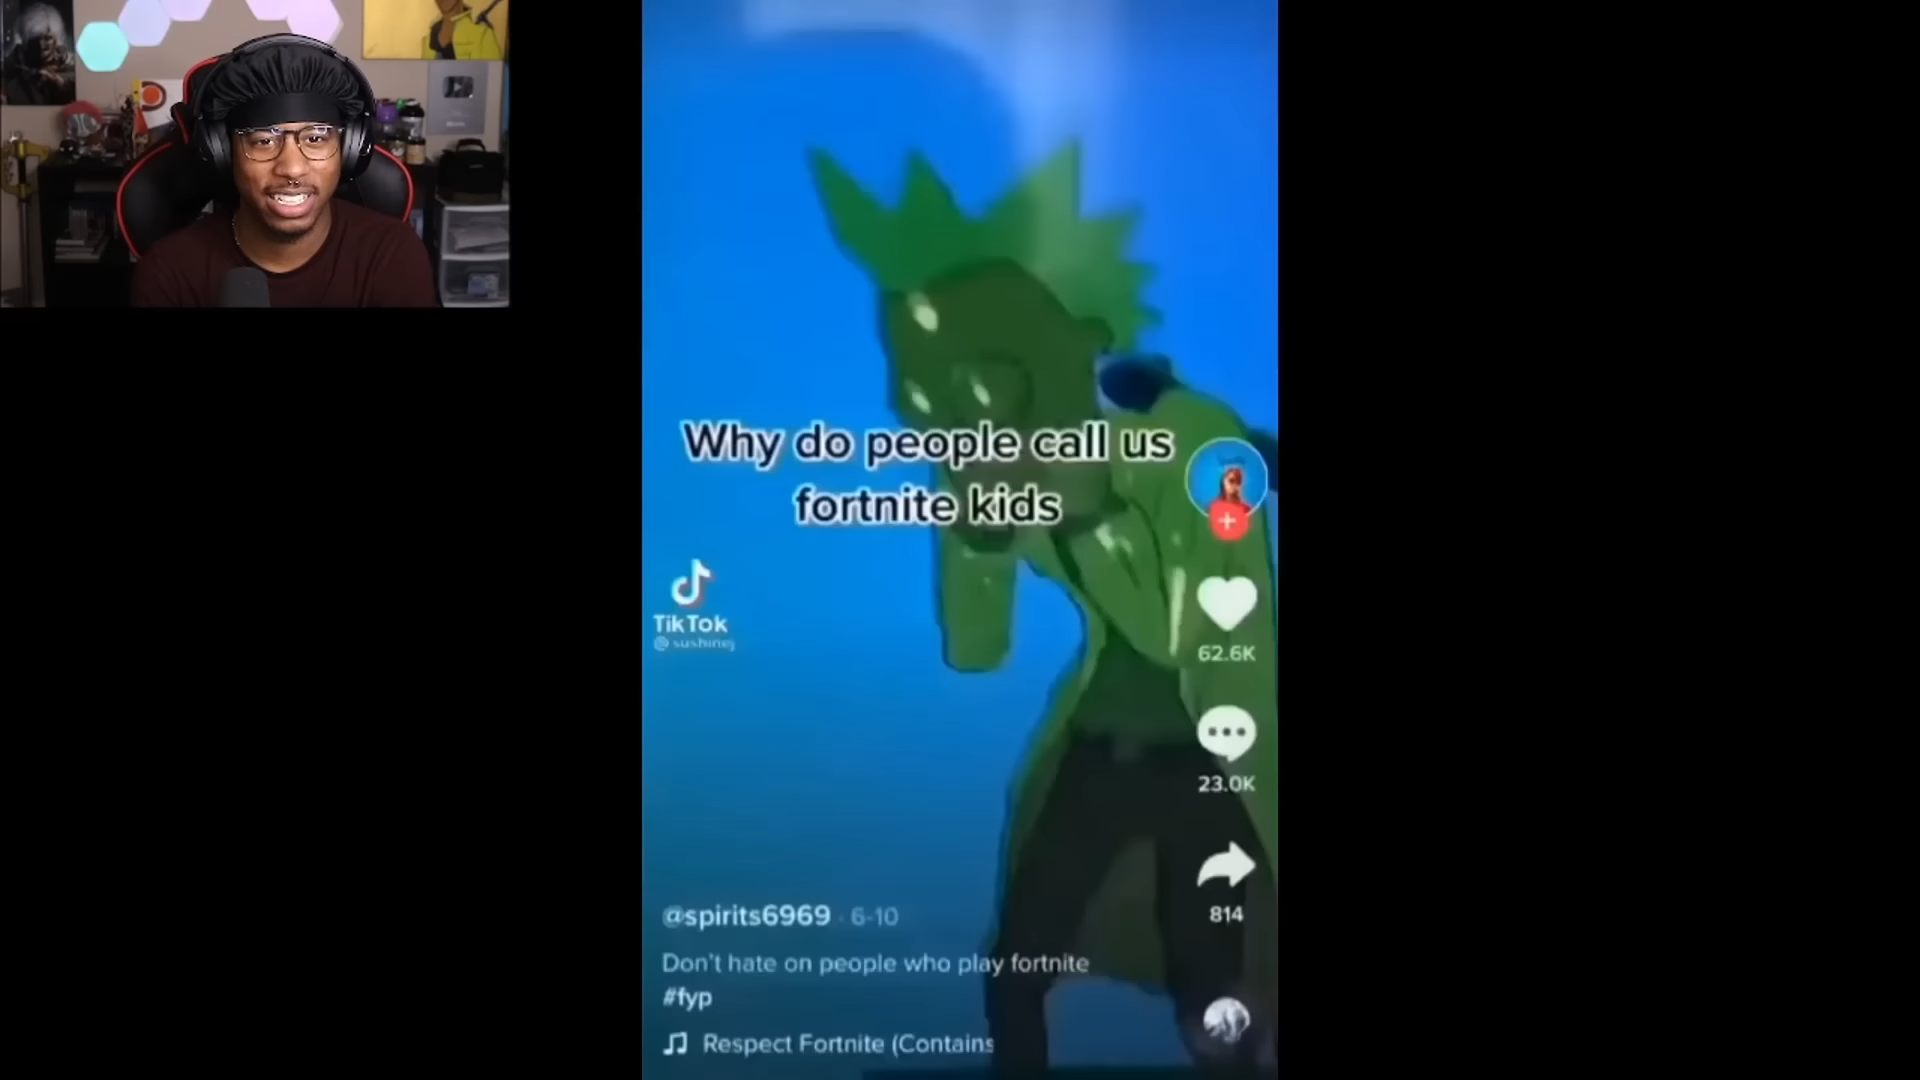 Why do people call us
fortnite kids
TikTok
@sushinej
62.6K
23.0K
814
@spirits6969 · 6-10
Don't hate on people who play fortnite
#fyp
Respect Fortnite (Contains